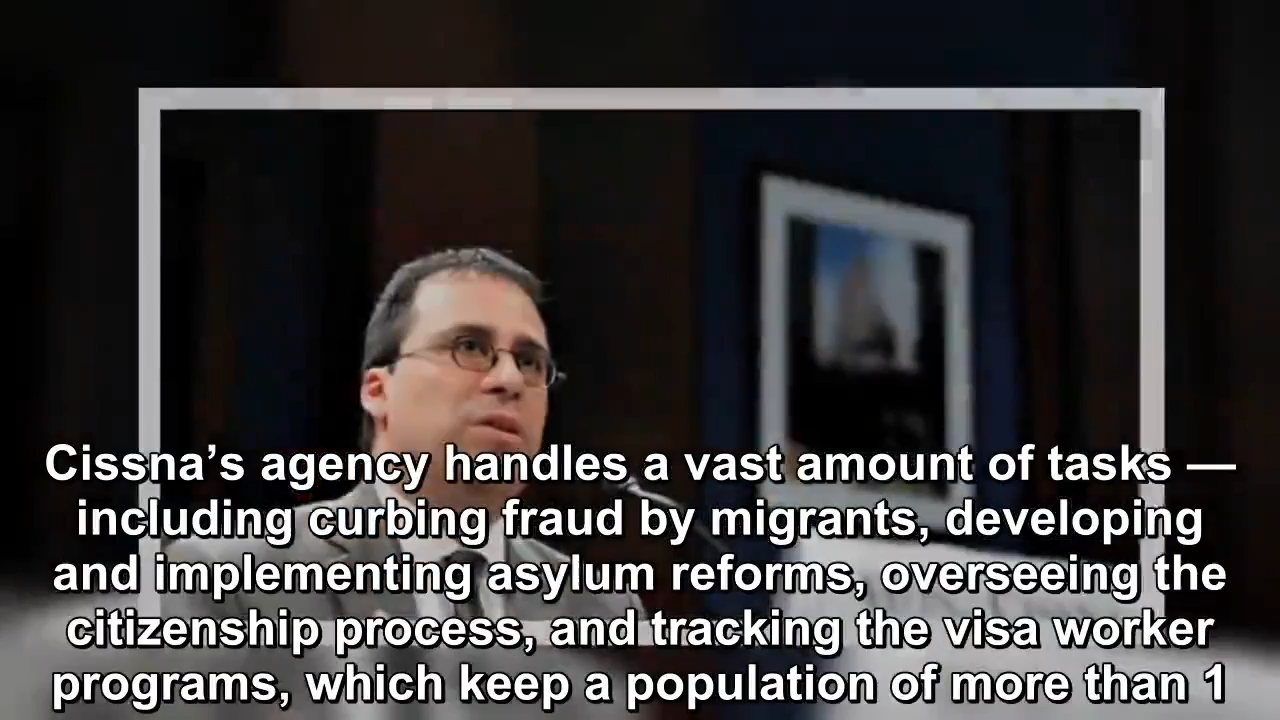 Cissna’s agency handles a vast amount of tasks —
including curbing fraud by migrants, developing
and implementing asylum reforms, overseeing the
citizenship process, and tracking the visa worker
programs, which keep a population of more than 1